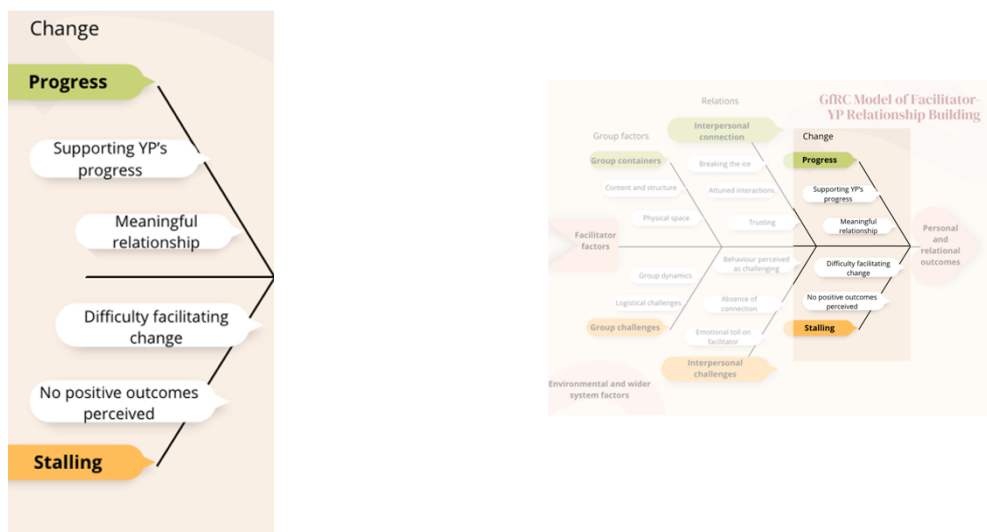 Change
Progress
Supporting YP’s
progress
Meaningful
relationship
Difficulty facilitating
change
No positive outcomes
perceived
Stalling
GfRC Model of Facilitator-
YP Relationship Building
Relations
Interpersonal
connection
Group factors
Group containers
Breaking the ice
Content and structure
Attuned interactions
Physical space
Trusting
Change
Progress
Supporting YP’s
progress
Meaningful
relationship
Facilitator
factors
Personal
and
relational
outcomes
Behaviour perceived
as challenging
Group dynamics
Absence of
connection
Logistical challenges
Group challenges
Emotional toll on
facilitator
Interpersonal
challenges
Difficulty facilitating
change
No positive outcomes
perceived
Stalling
Environmental and wider
system factors